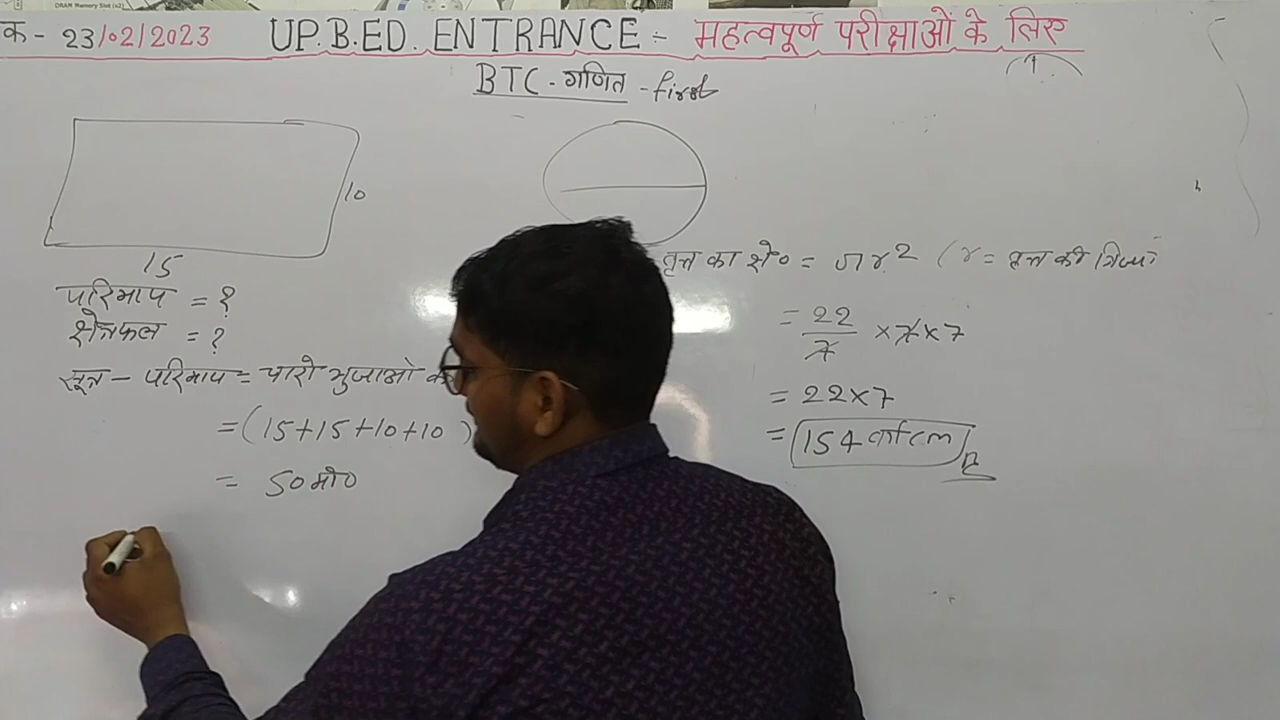 क - 23/02/2023 UP.B.ED. ENTRANCE :- महत्वपूर्ण परीक्षाओं के लिए
BTC - गणित - first
10
15
परिमाप = ?
क्षेत्रफल = ?
सूत्र - परिमाप = चारो भुजाओ
= (15+15+10+10)
= 50 मी०
वृत्त का क्षे० = πr² (r = वृत्त की त्रिज्या
= 22/7 × 7 × 7
= 22×7
= 154 वर्ग cm